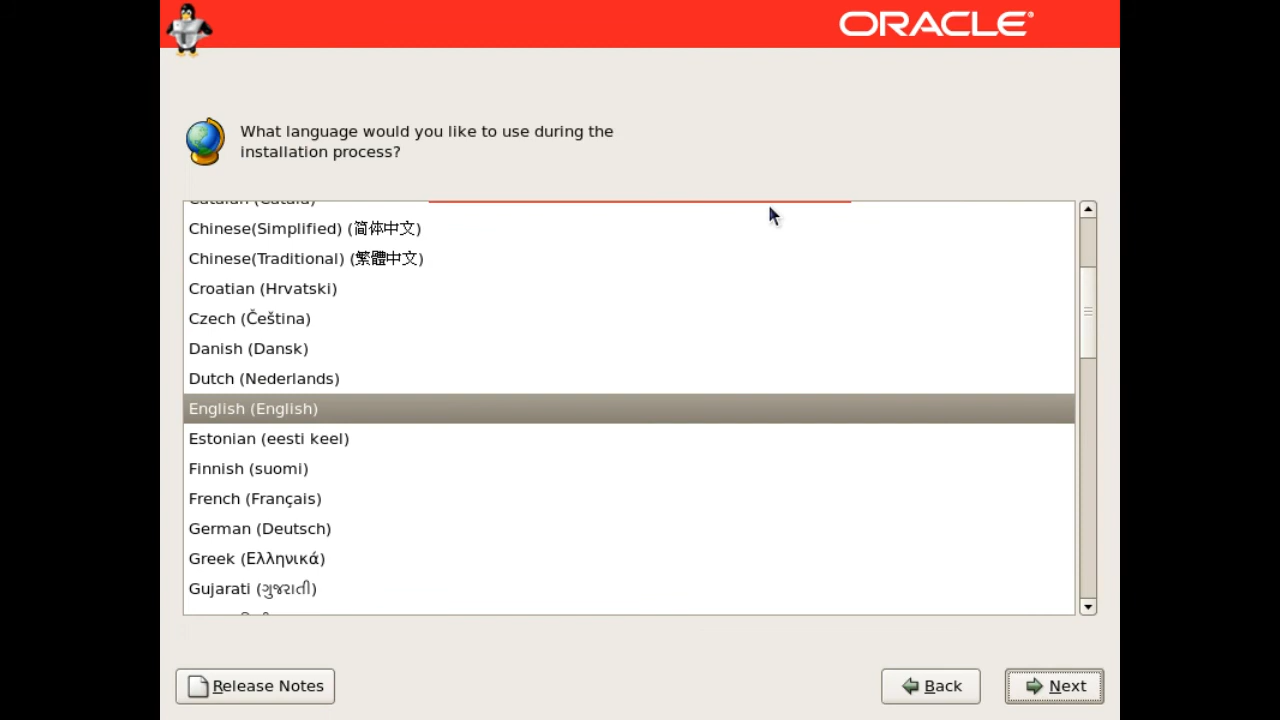 ORACLE
What language would you like to use during the
installation process?
Chinese(Simplified) (简体中文)
Chinese(Traditional) (繁體中文)
Croatian (Hrvatski)
Czech (Čeština)
Danish (Dansk)
Dutch (Nederlands)
English (English)
Estonian (eesti keel)
Finnish (suomi)
French (Français)
German (Deutsch)
Greek (Ελληνικά)
Gujarati (ગુજરાતી)
Release Notes
Back
Next